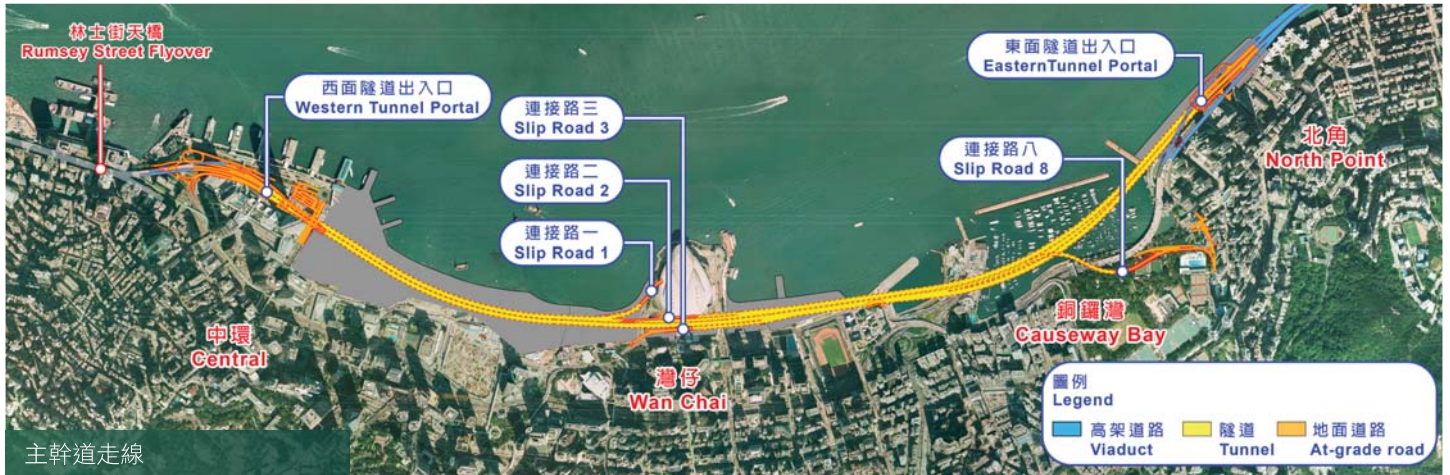 林士街天橋
Rumsey Street Flyover
西面隧道出入口
Western Tunnel Portal
連接路三
Slip Road 3
連接路二
Slip Road 2
連接路一
Slip Road 1
東面隧道出入口
EasternTunnel Portal
連接路八
Slip Road 8
北角
North Point
中環
Central
灣仔
Wan Chai
銅鑼灣
Causeway Bay
圖例
Legend
高架道路 隧道 地面道路
Viaduct Tunnel At-grade road
主幹道走線